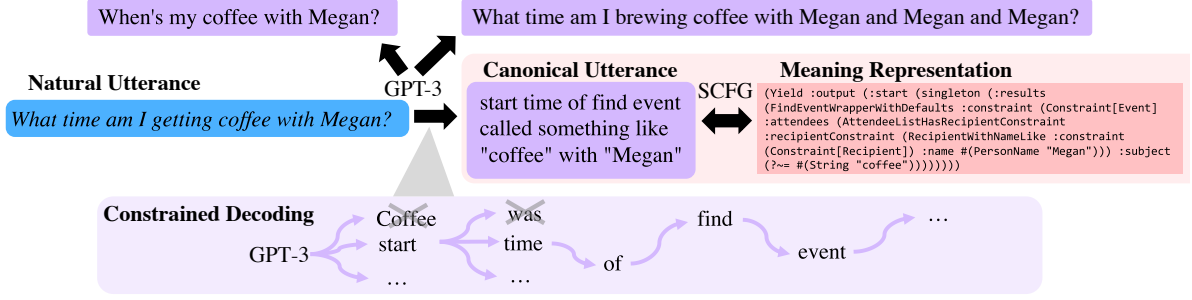 When's my coffee with Megan?
What time am I brewing coffee with Megan and Megan and Megan?
Natural Utterance
What time am I getting coffee with Megan?
GPT-3
Canonical Utterance
start time of find event
called something like
"coffee" with "Megan"
SCFG
Meaning Representation
(Yield :output (:start (singleton (:results
(FindEventWrapperWithDefaults :constraint (Constraint[Event]
:attendees (AttendeeListHasRecipientConstraint
:recipientConstraint (RecipientWithNameLike :constraint
(Constraint[Recipient]) :name #(PersonName "Megan"))) :subject
(?~= #(String "coffee"))))))))
Constrained Decoding
GPT-3
Coffee
start
...
was
time
...
of
find
event
...